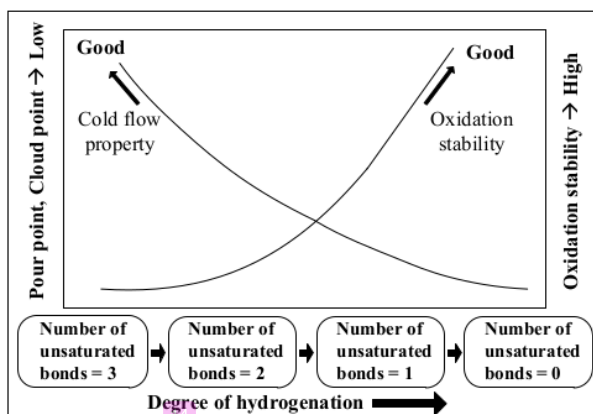 Pour point, Cloud point → Low
Good
Cold flow
property
Good
Oxidation
stability
Oxidation stability → High
Number of
unsaturated
bonds = 3
Number of
unsaturated
bonds = 2
Number of
unsaturated
bonds = 1
Number of
unsaturated
bonds = 0
Degree of hydrogenation